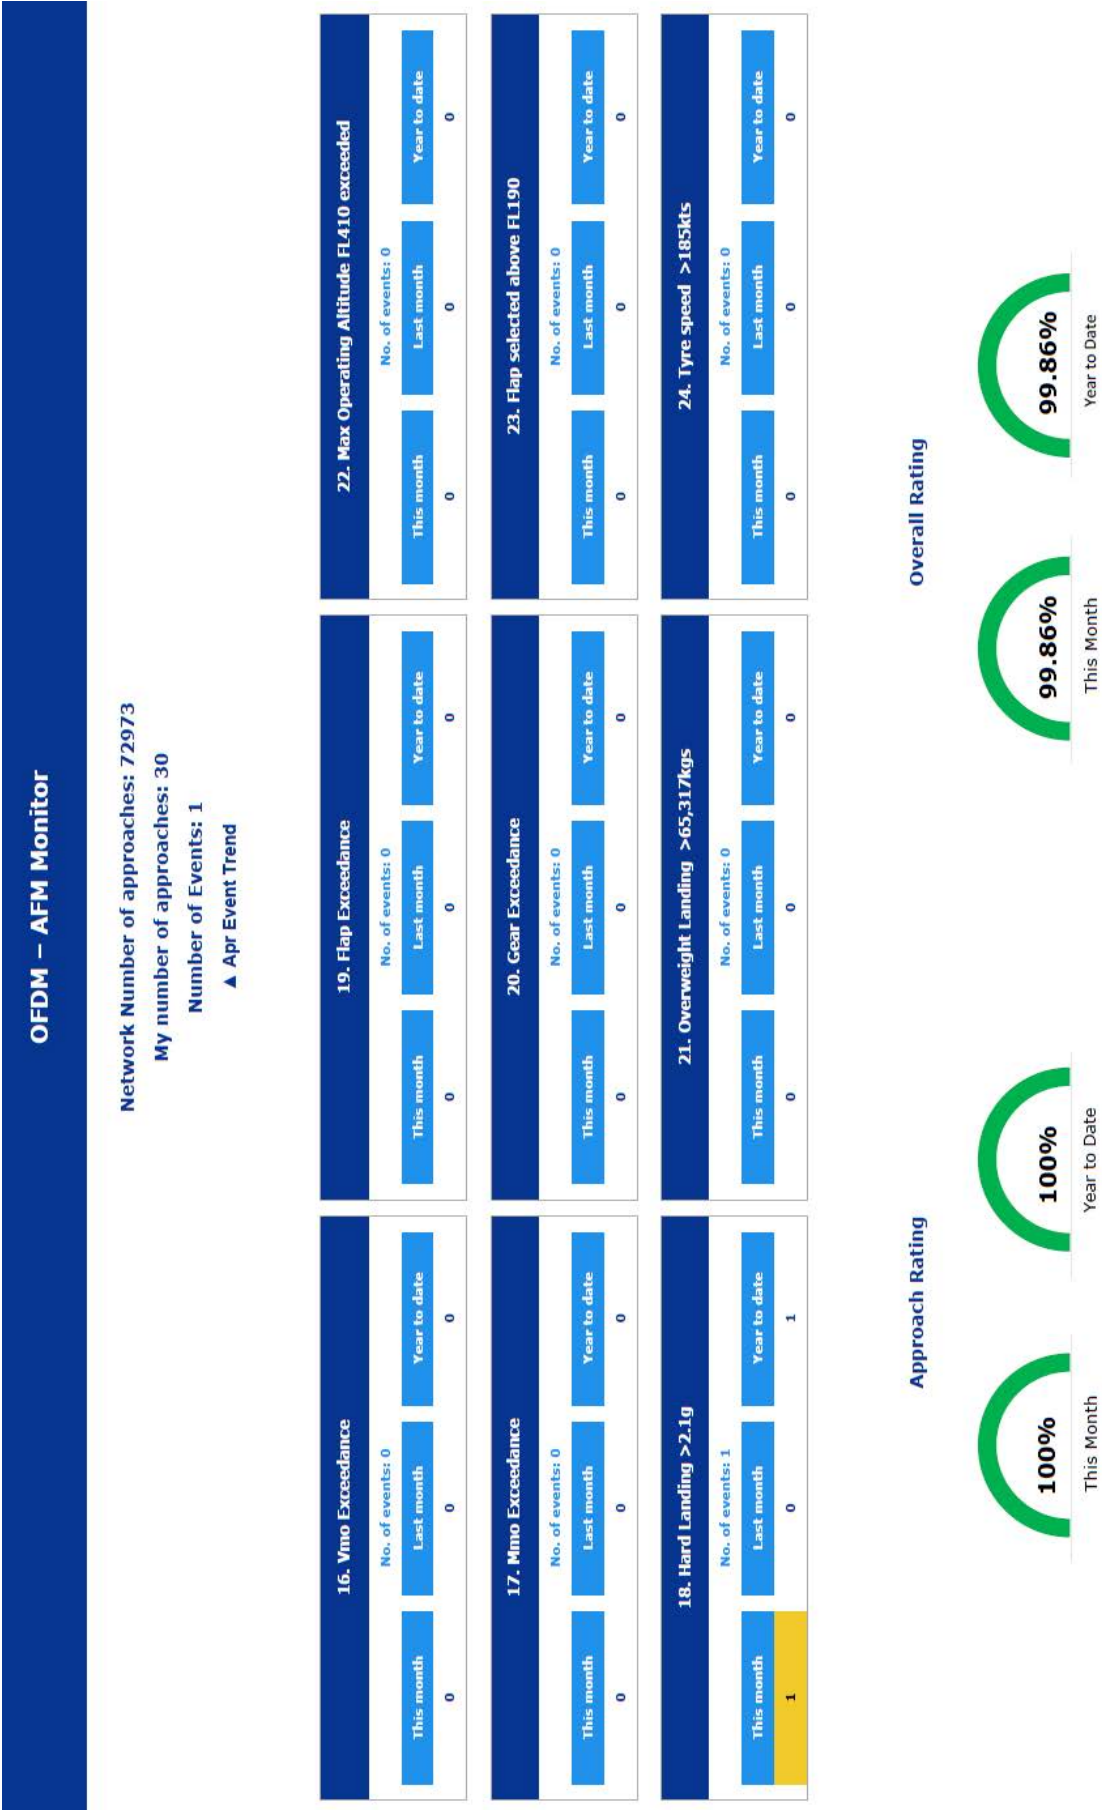 OFDM – AFM Monitor
Network Number of approaches: 72973
My number of approaches: 30
Number of Events: 1
▲ Apr Event Trend
16. Vmo Exceedance
No. of events: 0
This month Last month Year to date
0 0 0
19. Flap Exceedance
No. of events: 0
This month Last month Year to date
0 0 0
22. Max Operating Altitude FL410 exceeded
No. of events: 0
This month Last month Year to date
0 0 0
17. Mmo Exceedance
No. of events: 0
This month Last month Year to date
0 0 0
20. Gear Exceedance
No. of events: 0
This month Last month Year to date
0 0 0
23. Flap selected above FL190
No. of events: 0
This month Last month Year to date
0 0 0
18. Hard Landing >2.1g
No. of events: 1
This month Last month Year to date
1 0 1
21. Overweight Landing >65,317kgs
No. of events: 0
This month Last month Year to date
0 0 0
24. Tyre speed >185kts
No. of events: 0
This month Last month Year to date
0 0 0
Approach Rating
100% 100%
This Month Year to Date
Overall Rating
99.86% 99.86%
This Month Year to Date